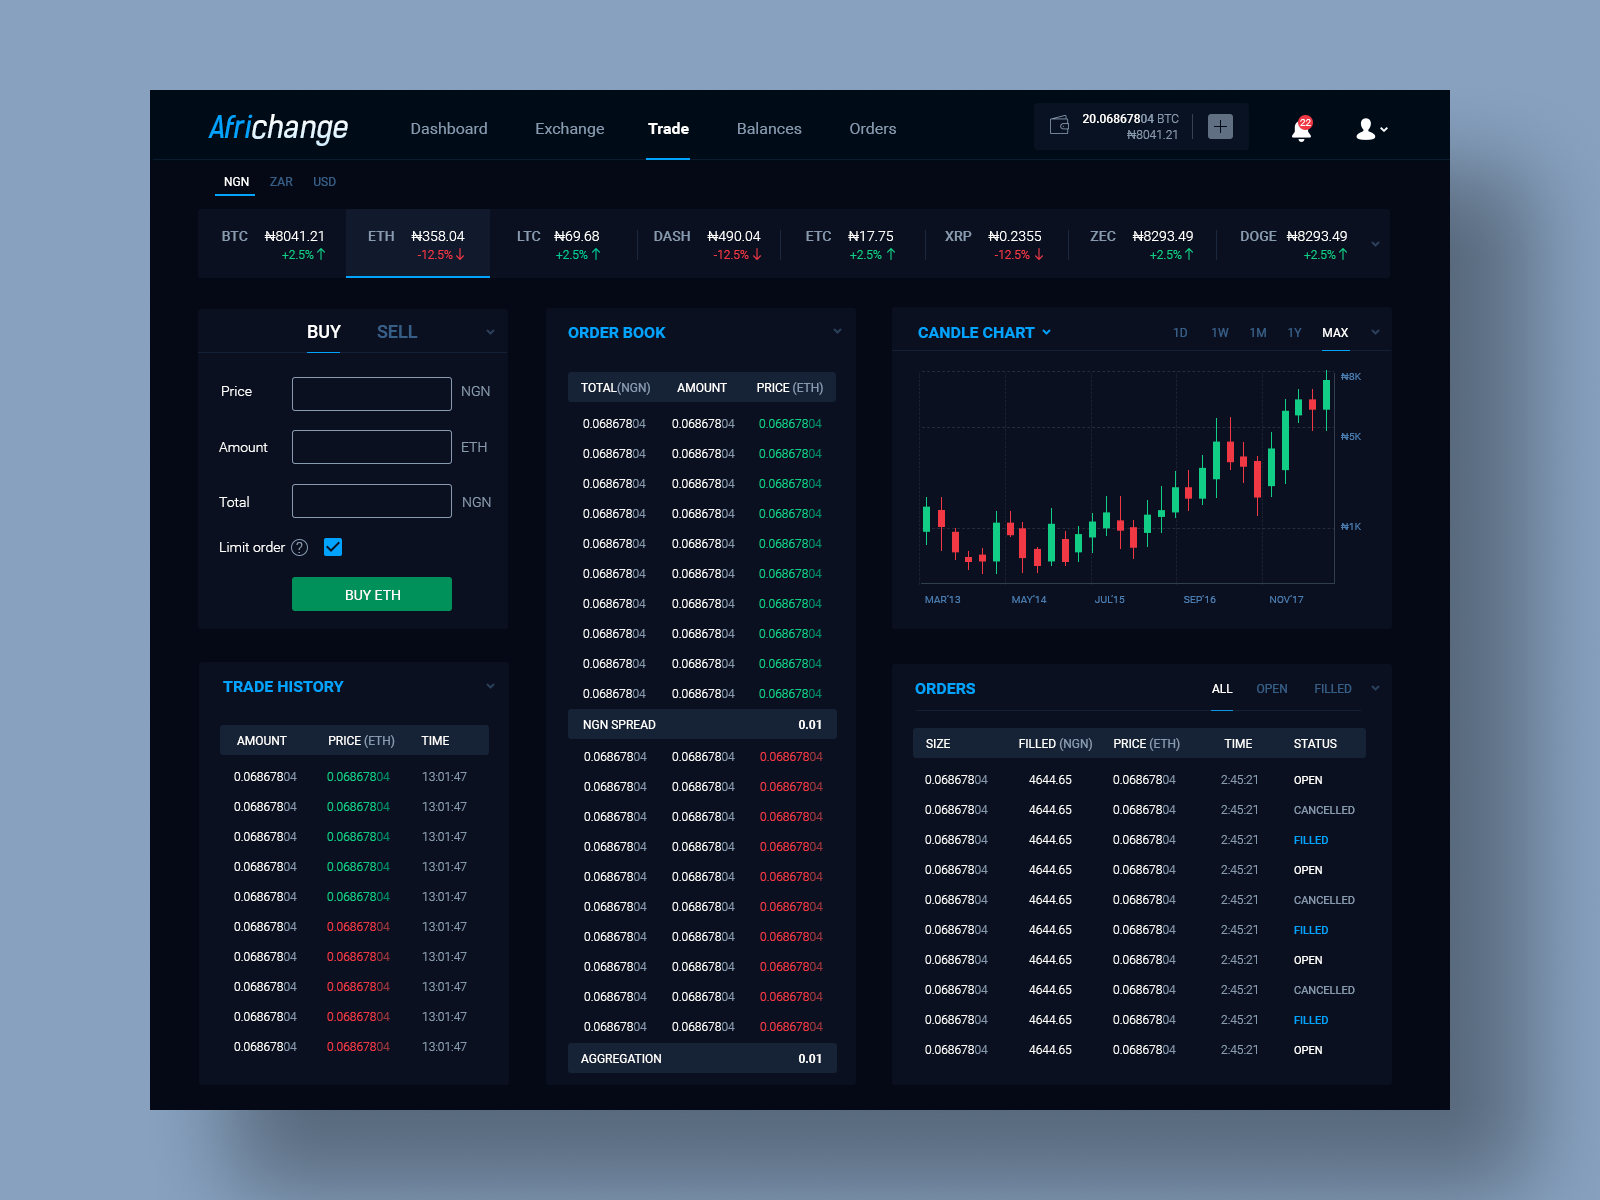 Africhange
Dashboard Exchange Trade Balances Orders
20.06867804 BTC
₦8041.21
22
NGN ZAR USD
BTC ₦8041.21 ETH ₦358.04 LTC ₦69.68 DASH ₦490.04 ETC ₦17.75 XRP ₦0.2355 ZEC ₦8293.49 DOGE ₦8293.49
+2.5% -12.5% +2.5% -12.5% +2.5% -12.5% +2.5% +2.5%
BUY SELL
Price NGN
Amount ETH
Total NGN
Limit order ?
BUY ETH
TRADE HISTORY
AMOUNT PRICE (ETH) TIME
0.06867804 0.06867804 13:01:47
0.06867804 0.06867804 13:01:47
0.06867804 0.06867804 13:01:47
0.06867804 0.06867804 13:01:47
0.06867804 0.06867804 13:01:47
0.06867804 0.06867804 13:01:47
0.06867804 0.06867804 13:01:47
0.06867804 0.06867804 13:01:47
0.06867804 0.06867804 13:01:47
0.06867804 0.06867804 13:01:47
ORDER BOOK
TOTAL(NGN) AMOUNT PRICE (ETH)
0.06867804 0.06867804 0.06867804
0.06867804 0.06867804 0.06867804
0.06867804 0.06867804 0.06867804
0.06867804 0.06867804 0.06867804
0.06867804 0.06867804 0.06867804
0.06867804 0.06867804 0.06867804
0.06867804 0.06867804 0.06867804
0.06867804 0.06867804 0.06867804
0.06867804 0.06867804 0.06867804
0.06867804 0.06867804 0.06867804
NGN SPREAD 0.01
0.06867804 0.06867804 0.06867804
0.06867804 0.06867804 0.06867804
0.06867804 0.06867804 0.06867804
0.06867804 0.06867804 0.06867804
0.06867804 0.06867804 0.06867804
0.06867804 0.06867804 0.06867804
0.06867804 0.06867804 0.06867804
0.06867804 0.06867804 0.06867804
0.06867804 0.06867804 0.06867804
0.06867804 0.06867804 0.06867804
AGGREGATION 0.01
CANDLE CHART 1D 1W 1M 1Y MAX
₦8K
₦5K
₦1K
MAR'13 MAY'14 JUL'15 SEP'16 NOV'17
ORDERS ALL OPEN FILLED
SIZE FILLED (NGN) PRICE (ETH) TIME STATUS
0.06867804 4644.65 0.06867804 2:45:21 OPEN
0.06867804 4644.65 0.06867804 2:45:21 CANCELLED
0.06867804 4644.65 0.06867804 2:45:21 FILLED
0.06867804 4644.65 0.06867804 2:45:21 OPEN
0.06867804 4644.65 0.06867804 2:45:21 CANCELLED
0.06867804 4644.65 0.06867804 2:45:21 FILLED
0.06867804 4644.65 0.06867804 2:45:21 OPEN
0.06867804 4644.65 0.06867804 2:45:21 CANCELLED
0.06867804 4644.65 0.06867804 2:45:21 FILLED
0.06867804 4644.65 0.06867804 2:45:21 OPEN